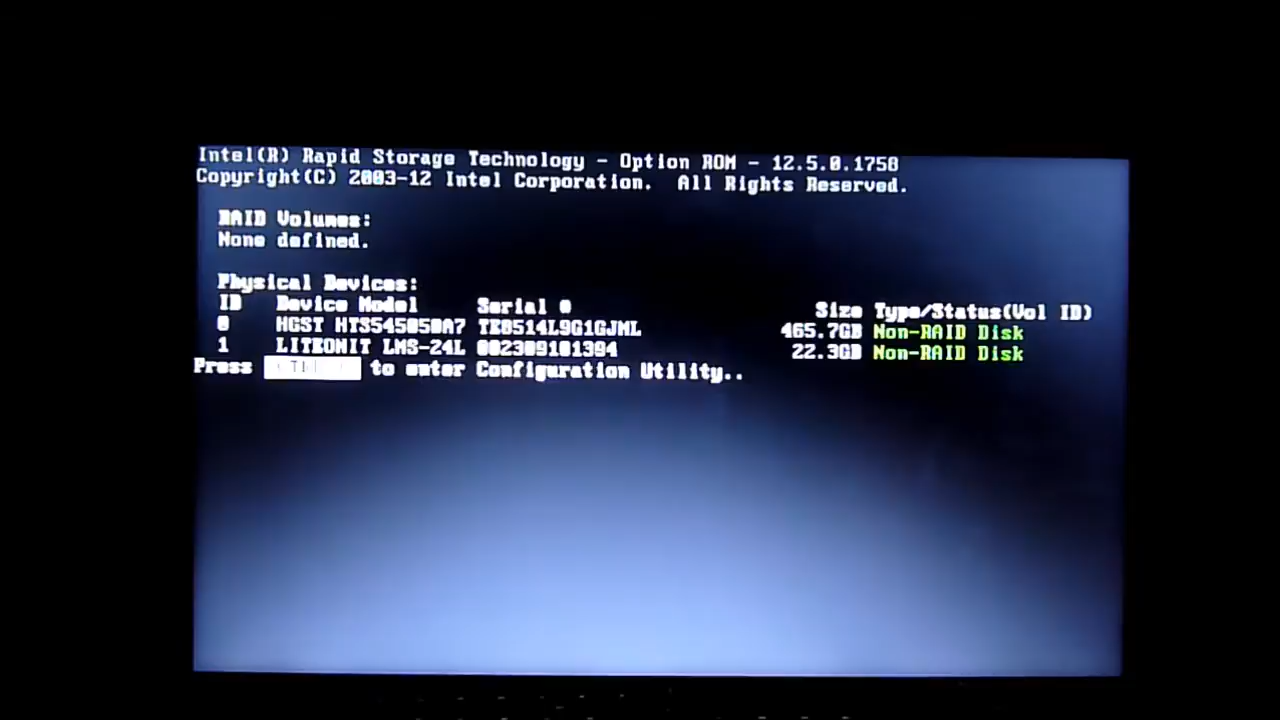 Intel(R) Rapid Storage Technology - Option ROM - 12.5.0.1758
Copyright(C) 2003-12 Intel Corporation. All Rights Reserved.
RAID Volumes:
None defined.
Physical Devices:
ID Device Model Serial # Size Type/Status(Vol ID)
0 HGST HTS545050A7 TE8514L9G1GJML 465.7GB Non-RAID Disk
1 LITEONIT LMS-24L 002309101394 22.3GB Non-RAID Disk
Press to enter Configuration Utility..